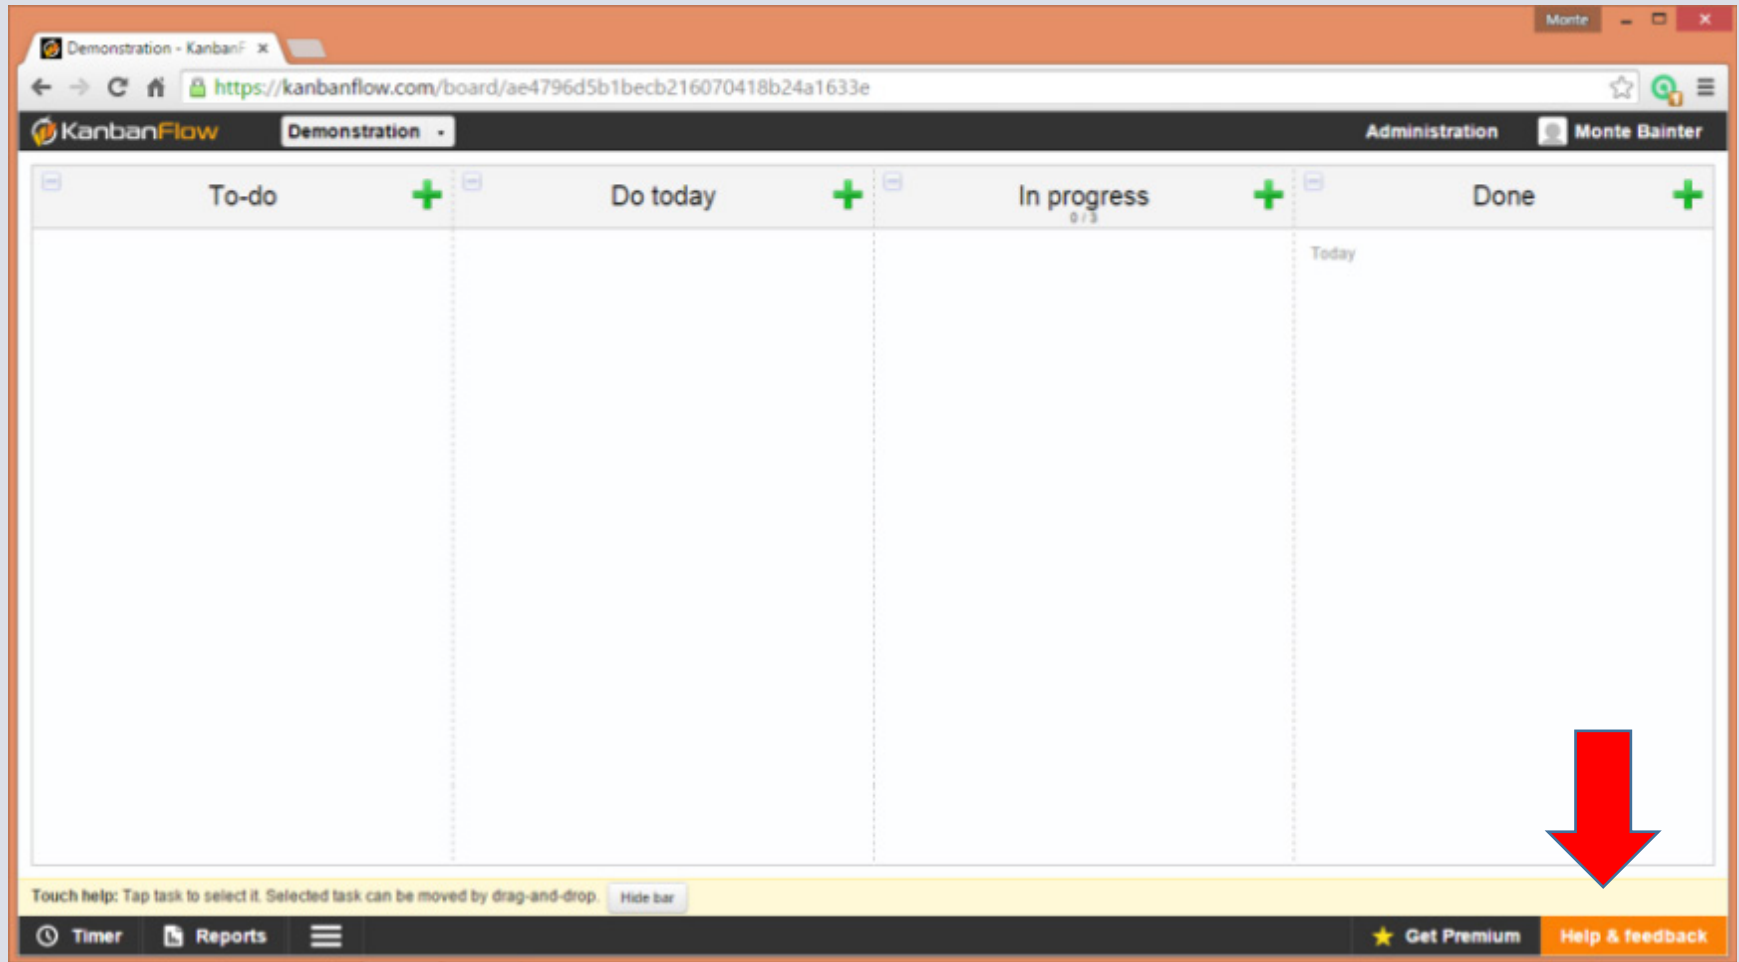 Monte
Demonstration - KanbanF
https://kanbanflow.com/board/ae4796d5b1becb216070418b24a1633e
KanbanFlow Demonstration Administration Monte Bainter
To-do Do today In progress Done
0 / 3
Today
Touch help: Tap task to select it. Selected task can be moved by drag-and-drop. Hide bar
Timer Reports Get Premium Help & feedback